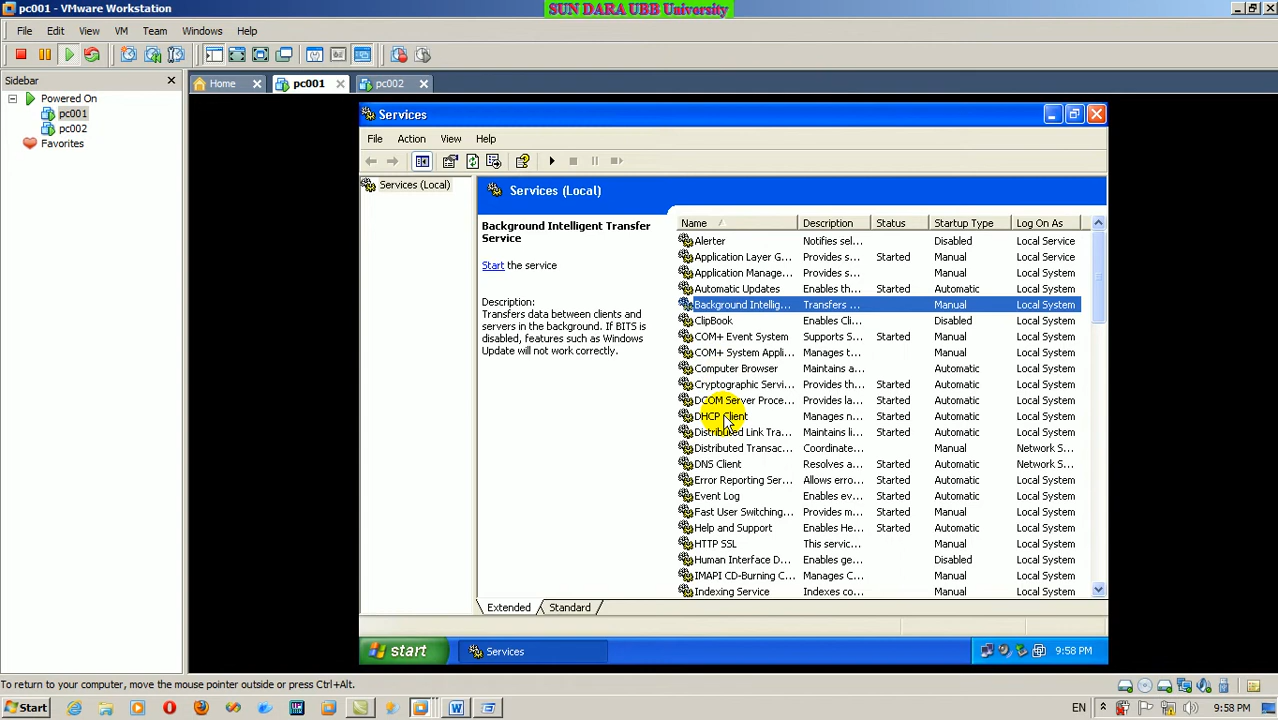 pc001 - VMware Workstation
SUN DARA UBB Uinversity
File Edit View VM Team Windows Help
Sidebar
Powered On
pc001
pc002
Favorites
Home pc001 pc002
Services
File Action View Help
Services (Local)
Services (Local)
Background Intelligent Transfer
Service
Start the service
Description:
Transfers data between clients and
servers in the background. If BITS is
disabled, features such as Windows
Update will not work correctly.
Name Description Status Startup Type Log On As
Alerter Notifies sel... Disabled Local Service
Application Layer G... Provides s... Started Manual Local Service
Application Manage... Provides s... Manual Local System
Automatic Updates Enables th... Started Automatic Local System
Background Intellig... Transfers ... Manual Local System
ClipBook Enables Cli... Disabled Local System
COM+ Event System Supports S... Started Manual Local System
COM+ System Appli... Manages t... Manual Local System
Computer Browser Maintains a... Automatic Local System
Cryptographic Servi... Provides th... Started Automatic Local System
DCOM Server Proce... Provides la... Started Automatic Local System
DHCP Client Manages n... Started Automatic Local System
Distributed Link Tra... Maintains li... Started Automatic Local System
Distributed Transac... Coordinate... Manual Network S...
DNS Client Resolves a... Started Automatic Network S...
Error Reporting Ser... Allows erro... Started Automatic Local System
Event Log Enables ev... Started Automatic Local System
Fast User Switching... Provides m... Started Manual Local System
Help and Support Enables He... Started Automatic Local System
HTTP SSL This servic... Manual Local System
Human Interface D... Enables ge... Disabled Local System
IMAPI CD-Burning C... Manages C... Manual Local System
Indexing Service Indexes co... Manual Local System
Extended Standard
start Services 9:58 PM
To return to your computer, move the mouse pointer outside or press Ctrl+Alt.
Start EN 9:58 PM